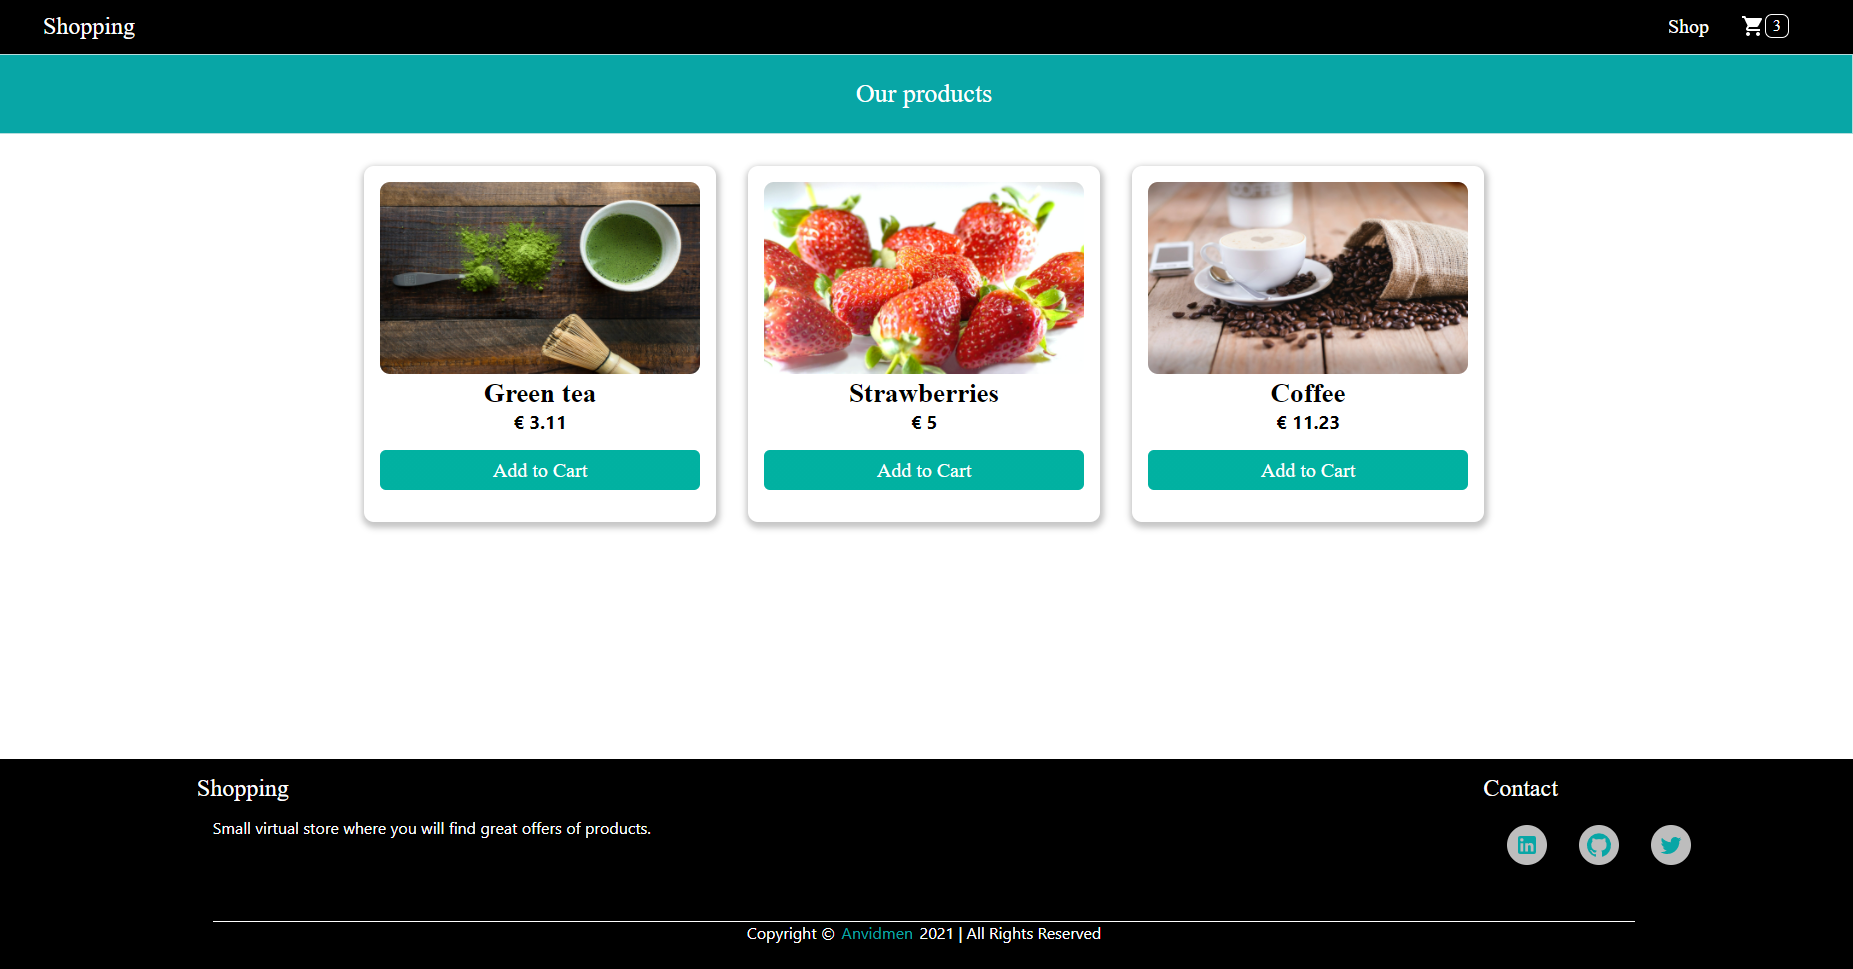 Shopping
Shop 3
Our products
Green tea
€ 3.11
Add to Cart
Strawberries
€ 5
Add to Cart
Coffee
€ 11.23
Add to Cart
Shopping
Small virtual store where you will find great offers of products.
Contact
Copyright © Anvidmen 2021 | All Rights Reserved